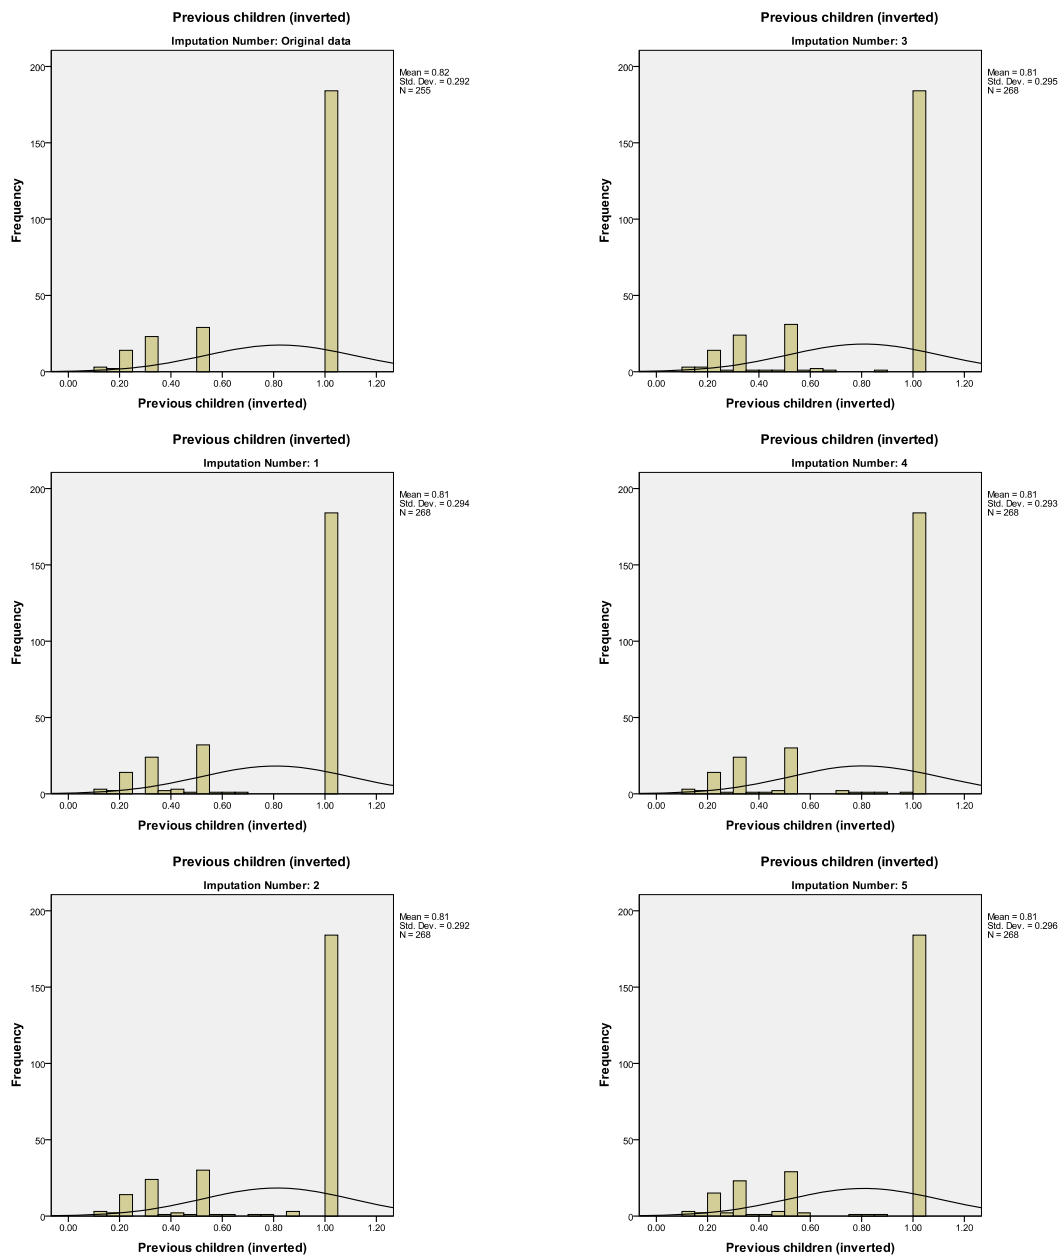 Previous children (inverted)
Imputation Number: Original data
Mean = 0.82
Std. Dev. = 0.292
N = 255
200
150
100
50
0
Frequency
0.00 0.20 0.40 0.60 0.80 1.00 1.20
Previous children (inverted)
Previous children (inverted)
Imputation Number: 3
Mean = 0.81
Std. Dev. = 0.295
N = 268
200
150
100
50
0
Frequency
0.00 0.20 0.40 0.60 0.80 1.00 1.20
Previous children (inverted)
Previous children (inverted)
Imputation Number: 1
Mean = 0.81
Std. Dev. = 0.294
N = 268
200
150
100
50
0
Frequency
0.00 0.20 0.40 0.60 0.80 1.00 1.20
Previous children (inverted)
Previous children (inverted)
Imputation Number: 4
Mean = 0.81
Std. Dev. = 0.293
N = 268
200
150
100
50
0
Frequency
0.00 0.20 0.40 0.60 0.80 1.00 1.20
Previous children (inverted)
Previous children (inverted)
Imputation Number: 2
Mean = 0.81
Std. Dev. = 0.292
N = 268
200
150
100
50
0
Frequency
0.00 0.20 0.40 0.60 0.80 1.00 1.20
Previous children (inverted)
Previous children (inverted)
Imputation Number: 5
Mean = 0.81
Std. Dev. = 0.296
N = 268
200
150
100
50
0
Frequency
0.00 0.20 0.40 0.60 0.80 1.00 1.20
Previous children (inverted)